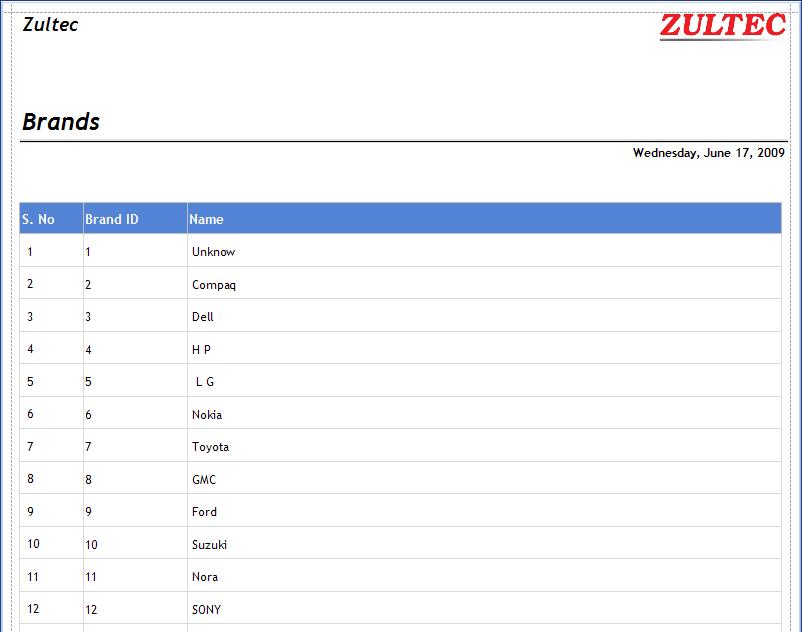 Zultec ZULTEC
Brands
Wednesday, June 17, 2009
S. No Brand ID Name
1 1 Unknow
2 2 Compaq
3 3 Dell
4 4 H P
5 5 L G
6 6 Nokia
7 7 Toyota
8 8 GMC
9 9 Ford
10 10 Suzuki
11 11 Nora
12 12 SONY